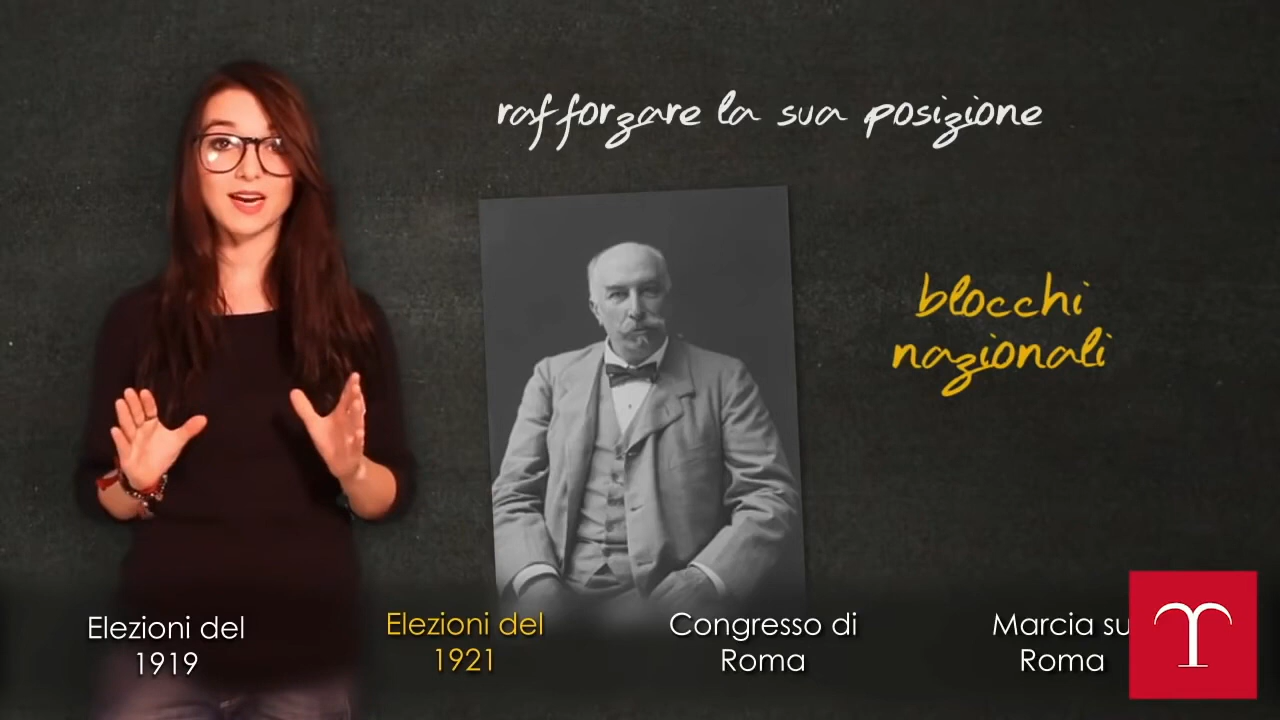 rafforzare la sua posizione
blocchi
nazionali
Elezioni del
1919
Elezioni del
1921
Congresso di
Roma
Marcia su
Roma